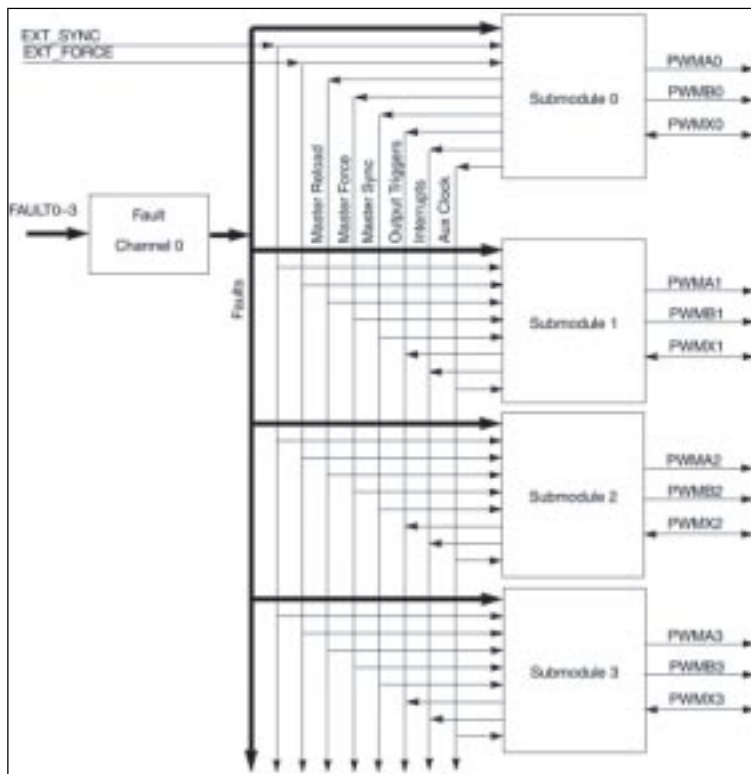 EXT_SYNC
EXT_FORCE
Submodule 0
PWMA0
PWMB0
PWMX0
Master Reload
Master Force
Master Sync
Output Triggers
Interrupts
Aux Clock
FAULT0-3
Fault
Channel 0
Faults
Submodule 1
PWMA1
PWMB1
PWMX1
Submodule 2
PWMA2
PWMB2
PWMX2
Submodule 3
PWMA3
PWMB3
PWMX3